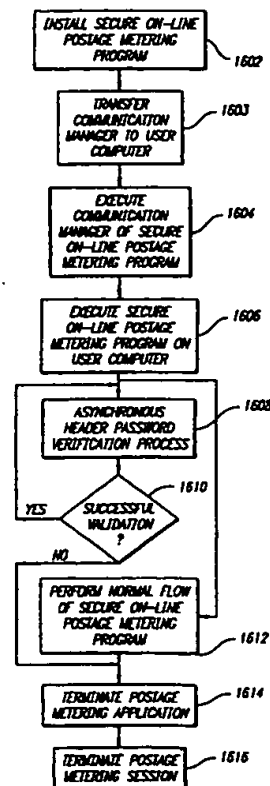 INSTALL SECURE ON-LINE
POSTAGE METERING
PROGRAM
1602
TRANSFER
COMMUNICATION
MANAGER TO USER
COMPUTER
1603
EXECUTE
COMMUNICATION
MANAGER OF SECURE
ON-LINE POSTAGE
METERING PROGRAM
1604
EXECUTE SECURE
ON-LINE POSTAGE
METERING PROGRAM ON
USER COMPUTER
1606
ASYNCHRONOUS
HEADER PASSWORD
VERIFICATION PROCESS
1608
SUCCESSFUL
VALIDATION
?
1610
YES
NO
PERFORM NORMAL FLOW
OF SECURE ON-LINE
POSTAGE METERING
PROGRAM
1612
TERMINATE POSTAGE
METERING APPLICATION
1614
TERMINATE POSTAGE
METERING SESSION
1616